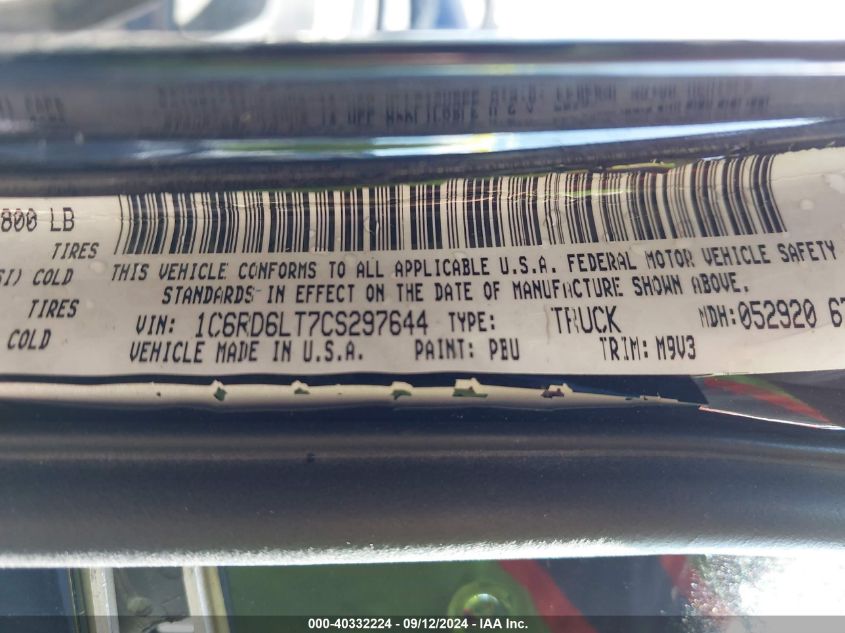 800 LB
TIRES
SI) COLD
TIRES
COLD
THIS VEHICLE CONFORMS TO ALL APPLICABLE U.S.A. FEDERAL MOTOR VEHICLE SAFETY
STANDARDS IN EFFECT ON THE DATE OF MANUFACTURE SHOWN ABOVE.
VIN: 1C6RD6LT7CS297644 TYPE: TRUCK MDH:052920 67
VEHICLE MADE IN U.S.A. PAINT: PBU TRIM: M9V3
000-40332224 - 09/12/2024 - IAA Inc.